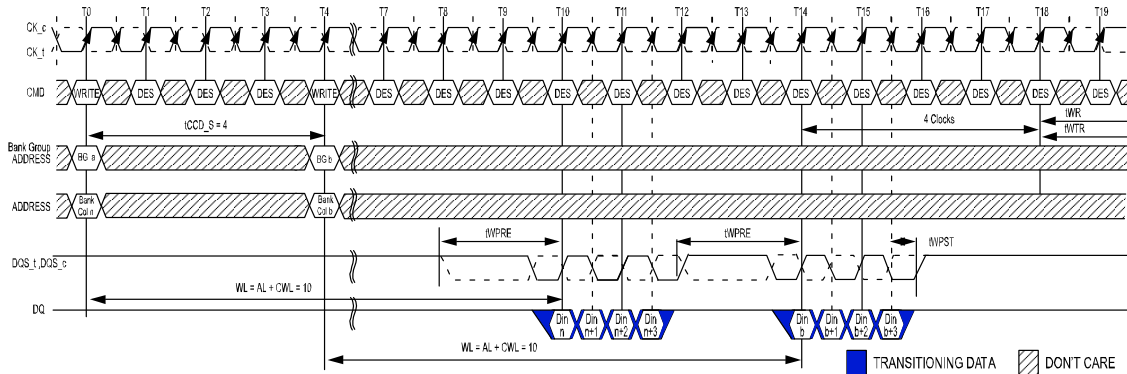 T0 T1 T2 T3 T4 T7 T8 T9 T10 T11 T12 T13 T14 T15 T16 T17 T18 T19
CK_c
CK_t
CMD WRITE DES DES DES WRITE DES DES DES DES DES DES DES DES DES DES DES DES DES
tCCD_S = 4
4 Clocks
tWR
tWTR
Bank Group
ADDRESS
BG a
BG b
ADDRESS
Bank
Col n
Bank
Col b
tWPRE
tWPRE
tWPST
DQS_t ,DQS_c
WL = AL + CWL = 10
DQ
Din
n
Din
n+1
Din
n+2
Din
n+3
Din
b
Din
b+1
Din
b+2
Din
b+3
WL = AL + CWL = 10
TRANSITIONING DATA
DON'T CARE